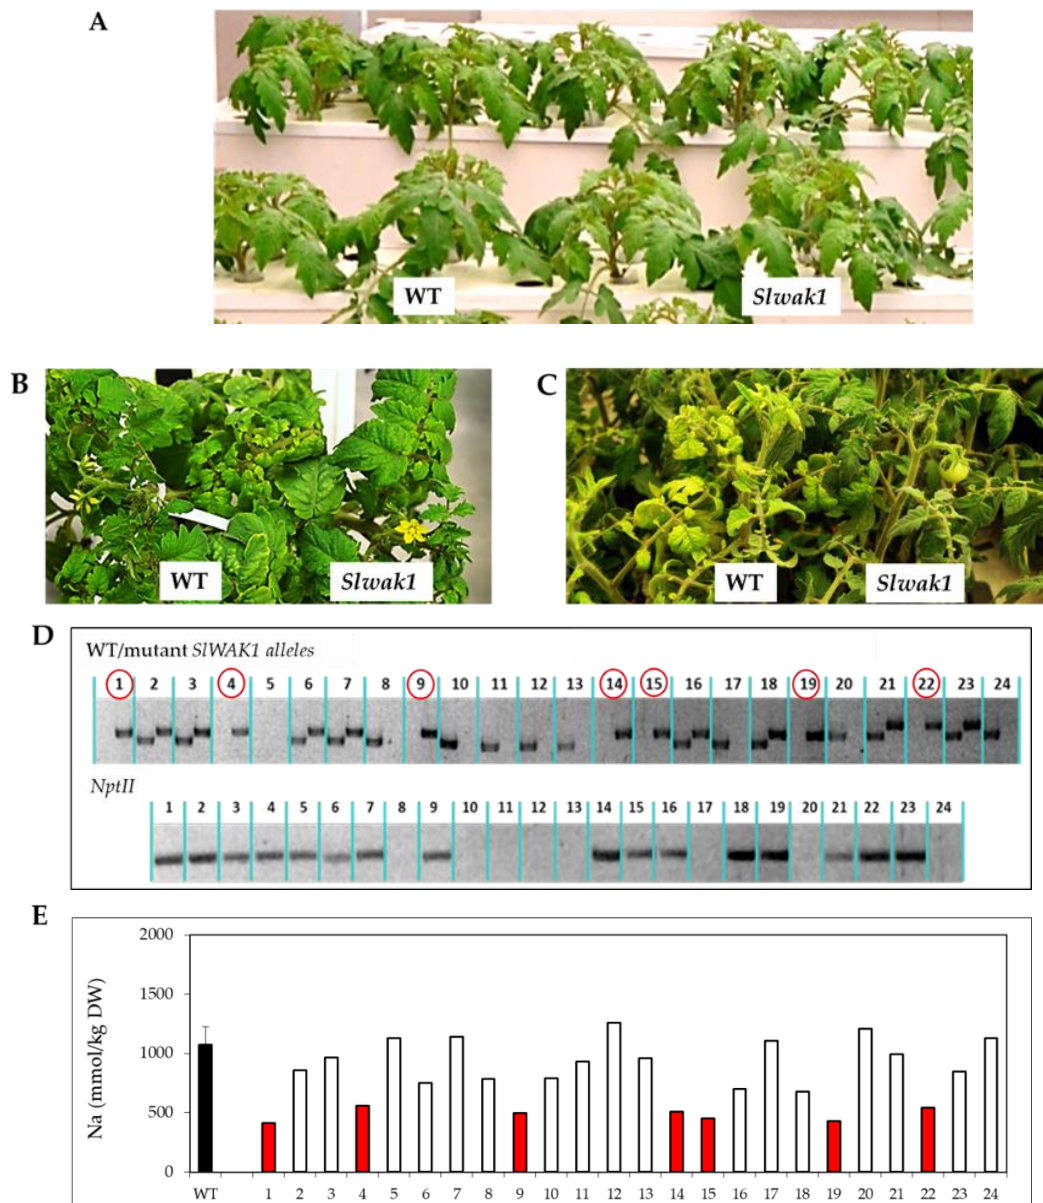 A
WT
Slwak1
B
WT
Slwak1
C
WT
Slwak1
D
WT/mutant SlWAK1 alleles
1 2 3 4 5 6 7 8 9 10 11 12 13 14 15 16 17 18 19 20 21 22 23 24
NptII
1 2 3 4 5 6 7 8 9 10 11 12 13 14 15 16 17 18 19 20 21 22 23 24
E
Na (mmol/kg DW)
2000
1500
1000
500
0
WT 1 2 3 4 5 6 7 8 9 10 11 12 13 14 15 16 17 18 19 20 21 22 23 24